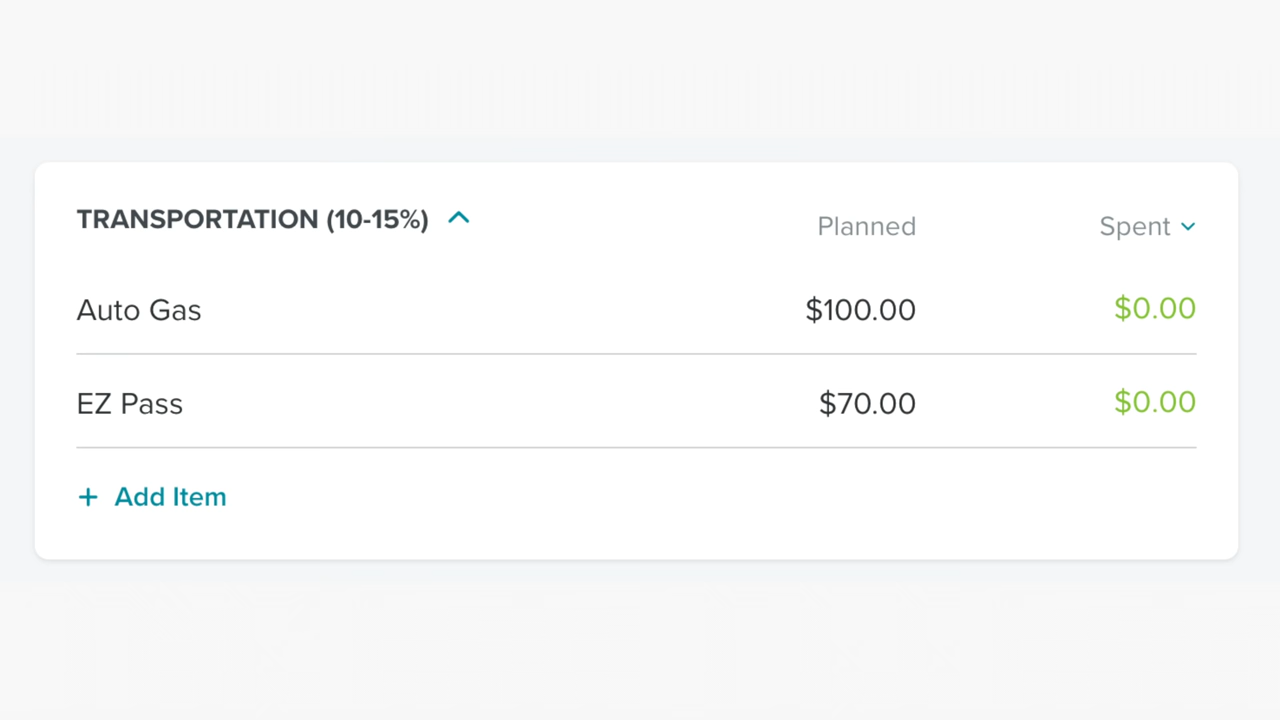 TRANSPORTATION (10-15%) Planned Spent
Auto Gas $100.00 $0.00
EZ Pass $70.00 $0.00
+ Add Item